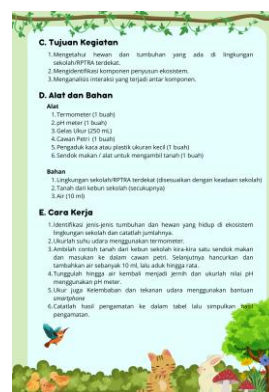 C. Tujuan Kegiatan
1. Mengetahui hewan dan tumbuhan yang ada di lingkungan
sekolah/RPTRA terdekat.
2. Mengidentifikasi komponen penyusun ekosistem.
3. Menganalisis interaksi yang terjadi antar komponen.
D. Alat dan Bahan
Alat
1. Termometer (1 buah)
2. pH meter (1 buah)
3. Gelas Ukur (250 mL)
4. Cawan Petri (1 buah)
5. Pengaduk kaca atau plastik ukuran kecil (1 buah)
6. Sendok makan / alat untuk mengambil tanah (1 buah)
Bahan
1. Lingkungan sekolah/RPTRA terdekat (disesuaikan dengan keadaan sekolah)
2. Tanah dari kebun sekolah (secukupnya)
3. Air (10 ml)
E. Cara Kerja
1. Identifikasi jenis-jenis tumbuhan dan hewan yang hidup di ekosistem
lingkungan sekolah dan catatlah jumlahnya.
2. Ukurlah suhu udara menggunakan termometer.
3. Ambilah contoh tanah dari kebun sekolah kira-kira satu sendok makan
dan masukan ke dalam cawan petri. Selanjutnya hancurkan dan
tambahkan air sebanyak 10 ml, lalu aduk hingga rata.
4. Tunggulah hingga air kembali menjadi jernih dan ukurlah nilai pH
menggunakan pH meter.
5. Ukur juga Kelembaban dan tekanan udara menggunakan bantuan
smartphone
6. Catatlah hasil pengamatan ke dalam tabel lalu simpulkan hasil
pengamatan.